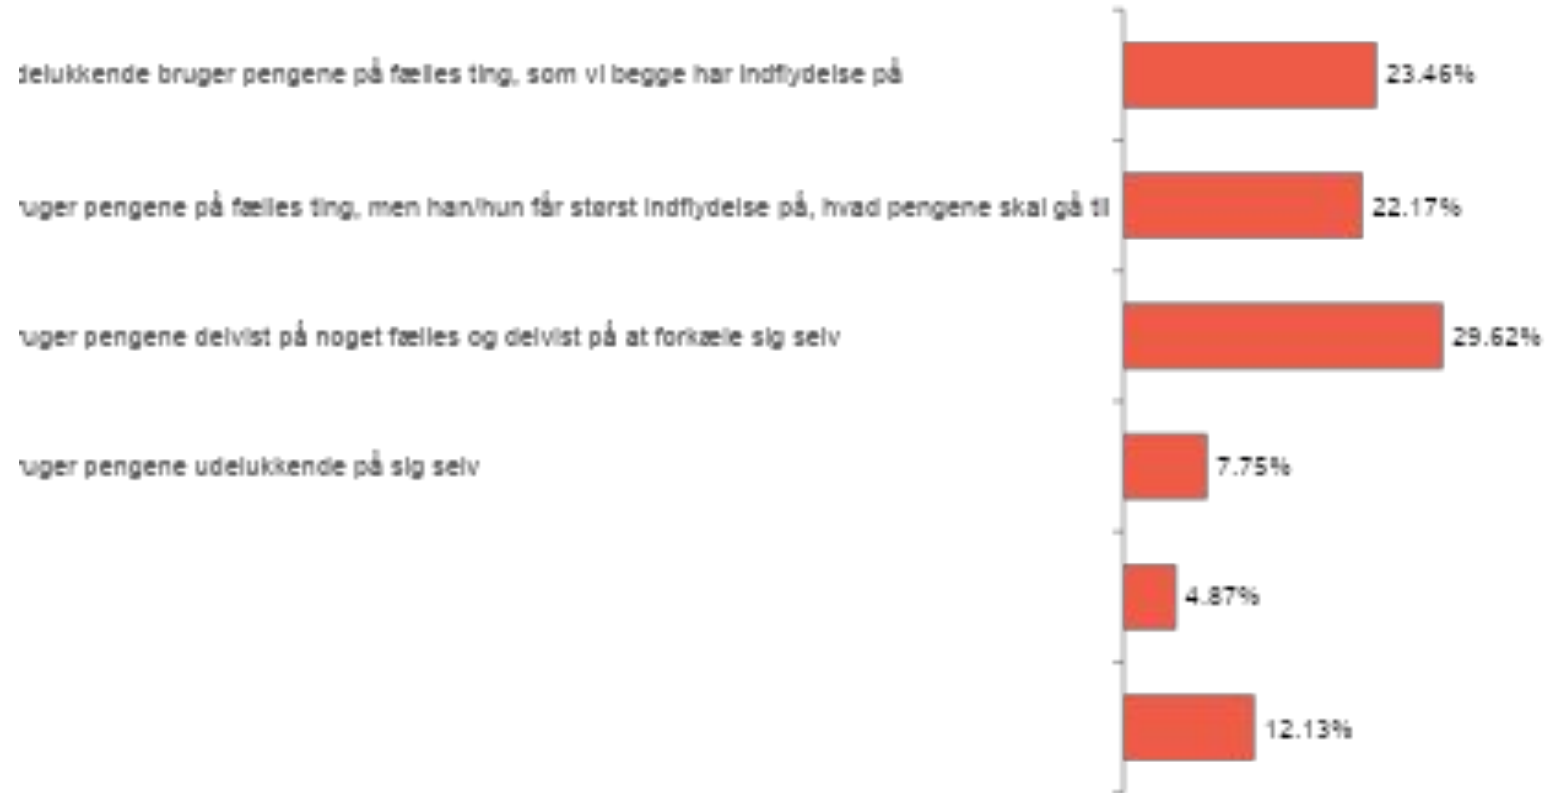 delukkende bruger pengene på fælles ting, som vi begge har indflydelse på 23.46%
uger pengene på fælles ting, men han/hun får størst indflydelse på, hvad pengene skal gå til 22.17%
uger pengene delvist på noget fælles og delvist på at forkæle sig selv 29.62%
uger pengene udelukkende på sig selv 7.75%
4.87%
12.13%